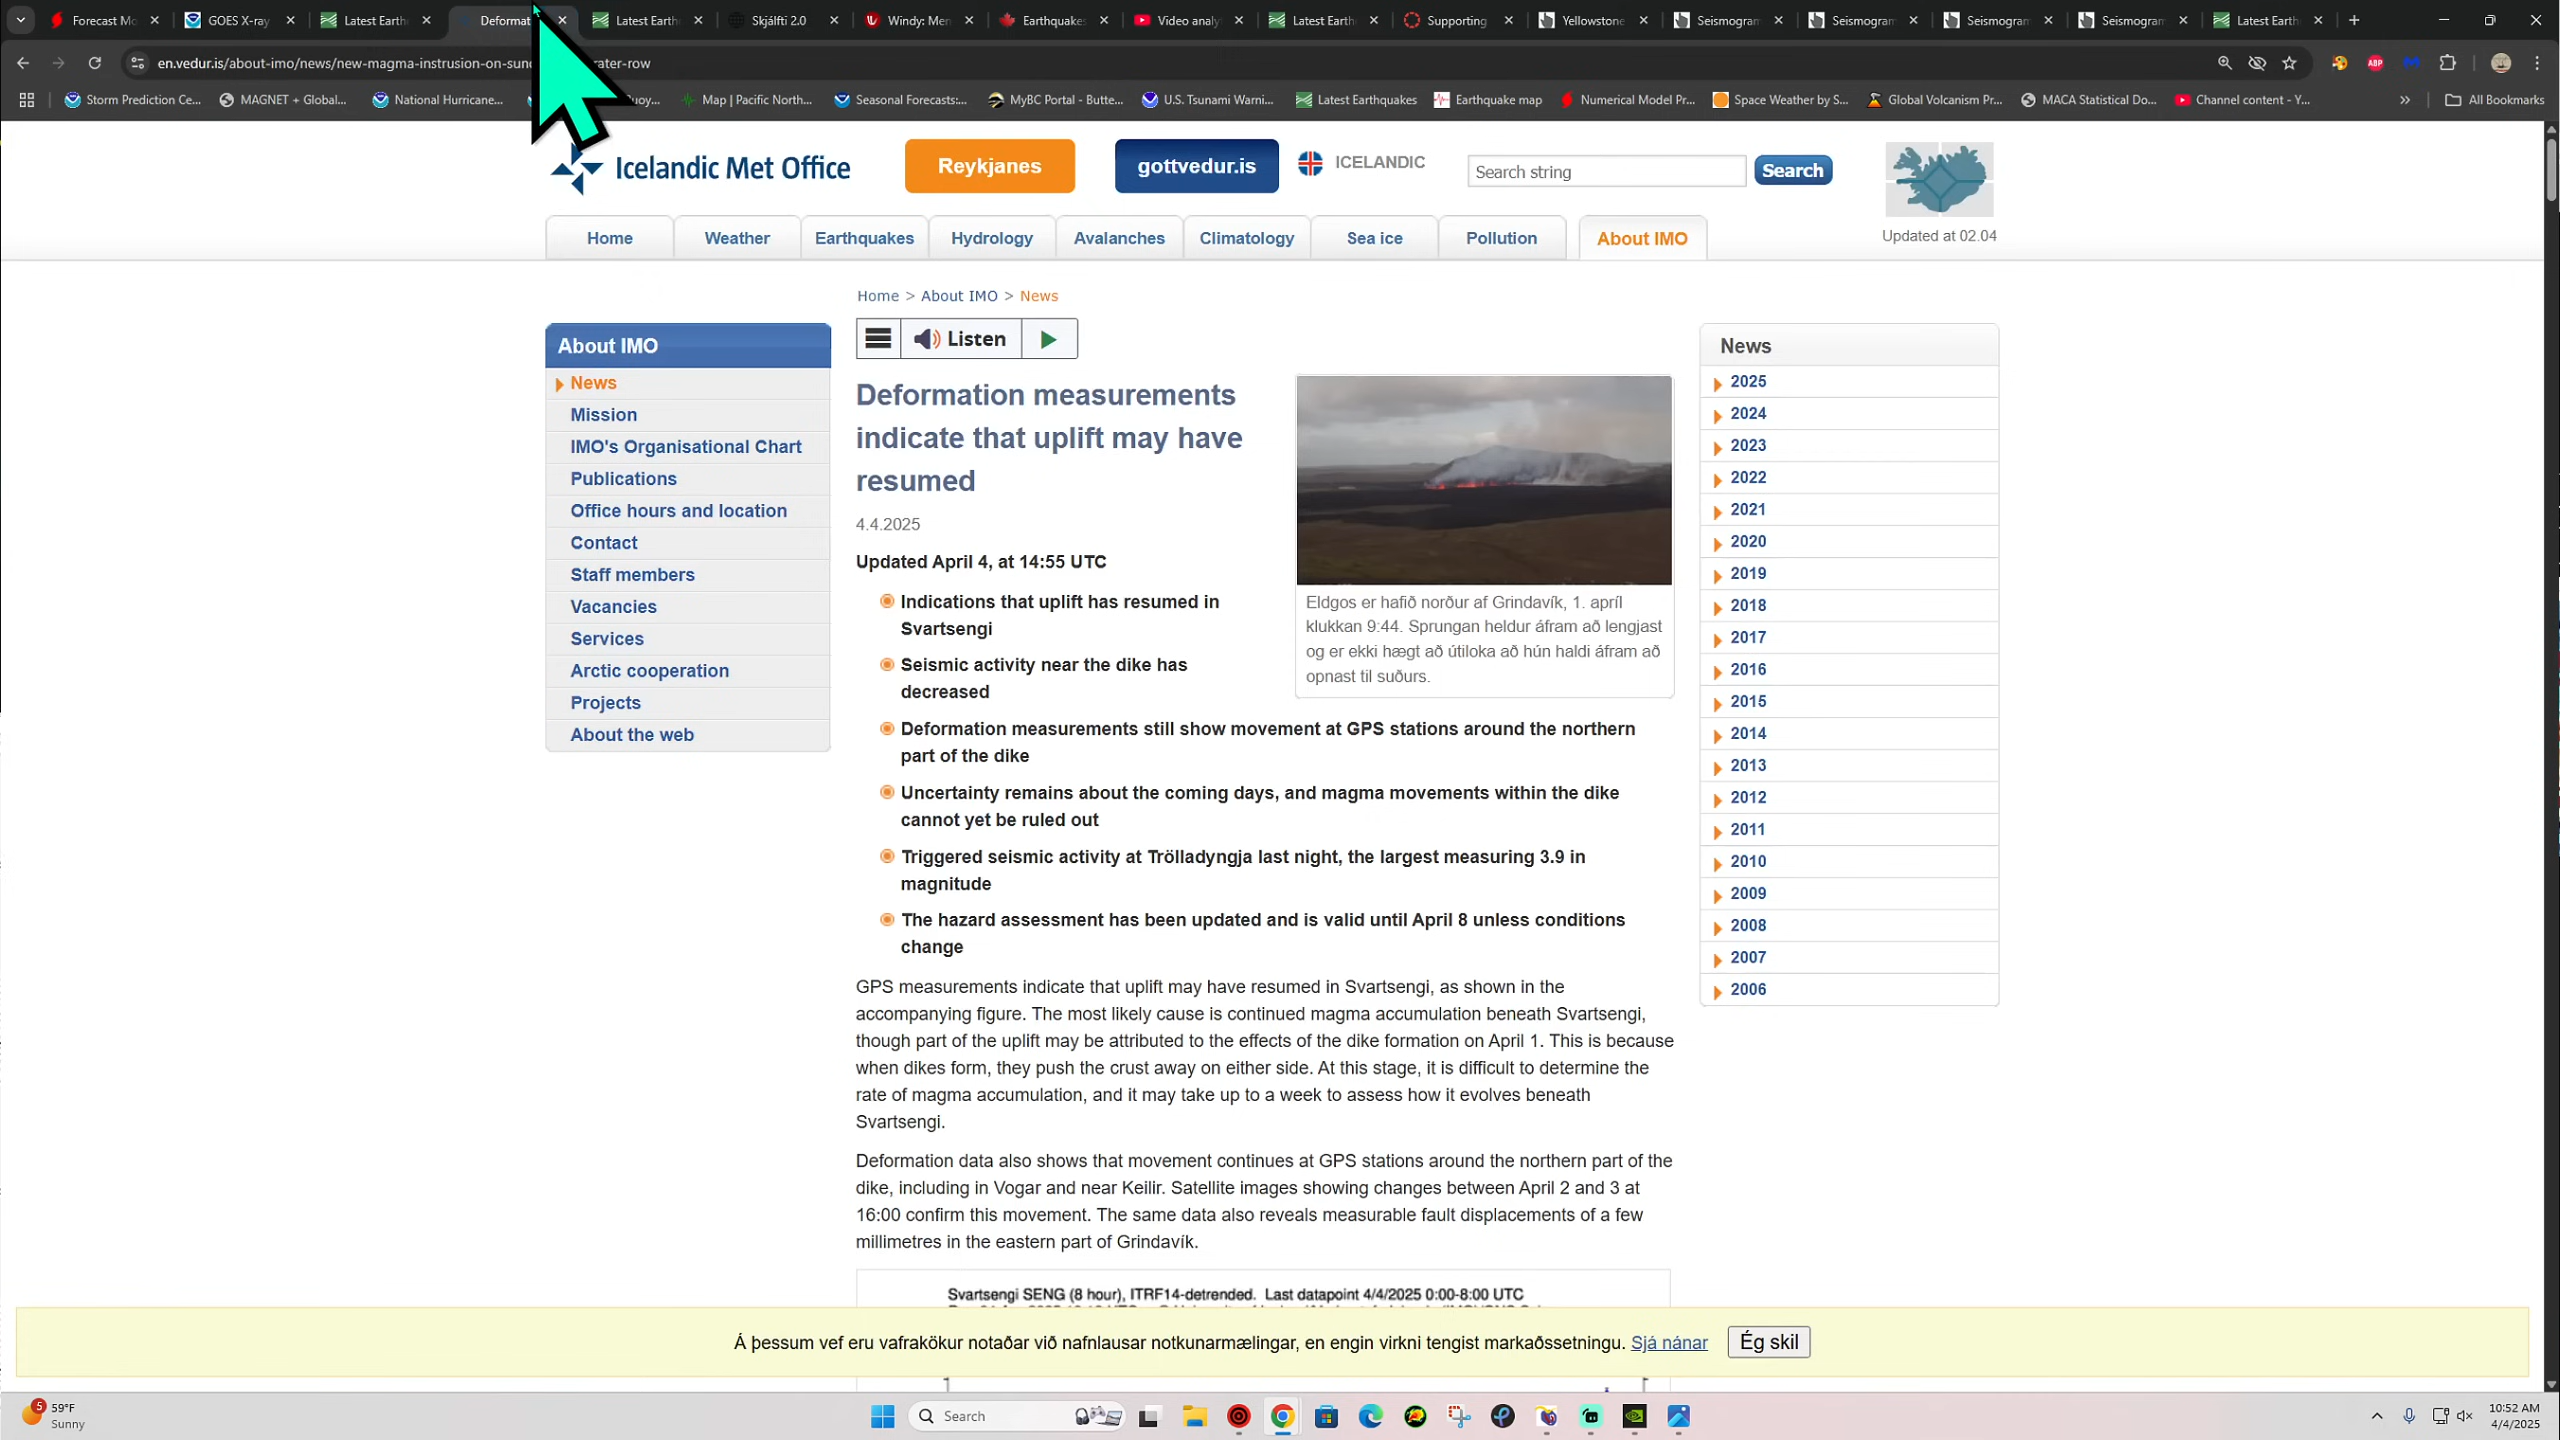 Forecast Mo
GOES X-ray
Latest Earth
Deformat
Latest Earth
Skjálfti 2.0
Windy: Men
Earthquakes
Video analy
Latest Earth
Supporting
Yellowstone
Seismogram
Seismogram
Seismogram
Seismogram
Latest Earth
en.vedur.is/about-imo/news/new-magma-instrusion-on-sun
rater-row
Storm Prediction Ce...
MAGNET + Global...
National Hurricane...
Buoy...
Map | Pacific North...
Seasonal Forecasts:...
MyBC Portal - Butte...
U.S. Tsunami Warni...
Latest Earthquakes
Earthquake map
Numerical Model Pr...
Space Weather by S...
Global Volcanism Pr...
MACA Statistical Do...
Channel content - Y...
All Bookmarks
Icelandic Met Office
Reykjanes
gottvedur.is
ICELANDIC
Search string
Search
Updated at 02.04
Home
Weather
Earthquakes
Hydrology
Avalanches
Climatology
Sea ice
Pollution
About IMO
Home > About IMO > News
Listen
About IMO
News
Mission
IMO's Organisational Chart
Publications
Office hours and location
Contact
Staff members
Vacancies
Services
Arctic cooperation
Projects
About the web
Deformation measurements
indicate that uplift may have
resumed
4.4.2025
Updated April 4, at 14:55 UTC
Indications that uplift has resumed in
Svartsengi
Seismic activity near the dike has
decreased
Eldgos er hafið norður af Grindavík, 1. apríl
klukkan 9:44. Sprungan heldur áfram að lengjast
og er ekki hægt að útiloka að hún haldi áfram að
opnast til suðurs.
Deformation measurements still show movement at GPS stations around the northern
part of the dike
Uncertainty remains about the coming days, and magma movements within the dike
cannot yet be ruled out
Triggered seismic activity at Trölladyngja last night, the largest measuring 3.9 in
magnitude
The hazard assessment has been updated and is valid until April 8 unless conditions
change
GPS measurements indicate that uplift may have resumed in Svartsengi, as shown in the
accompanying figure. The most likely cause is continued magma accumulation beneath Svartsengi,
though part of the uplift may be attributed to the effects of the dike formation on April 1. This is because
when dikes form, they push the crust away on either side. At this stage, it is difficult to determine the
rate of magma accumulation, and it may take up to a week to assess how it evolves beneath
Svartsengi.
Deformation data also shows that movement continues at GPS stations around the northern part of the
dike, including in Vogar and near Keilir. Satellite images showing changes between April 2 and 3 at
16:00 confirm this movement. The same data also reveals measurable fault displacements of a few
millimetres in the eastern part of Grindavík.
Svartsengi SENG (8 hour), ITRF14-detrended. Last datapoint 4/4/2025 0:00-8:00 UTC
News
2025
2024
2023
2022
2021
2020
2019
2018
2017
2016
2015
2014
2013
2012
2011
2010
2009
2008
2007
2006
Á þessum vef eru vafrakökur notaðar við nafnlausar notkunarmælingar, en engin virkni tengist markaðssetningu. Sjá nánar
Ég skil
5
59°F
Sunny
Search
10:52 AM
4/4/2025